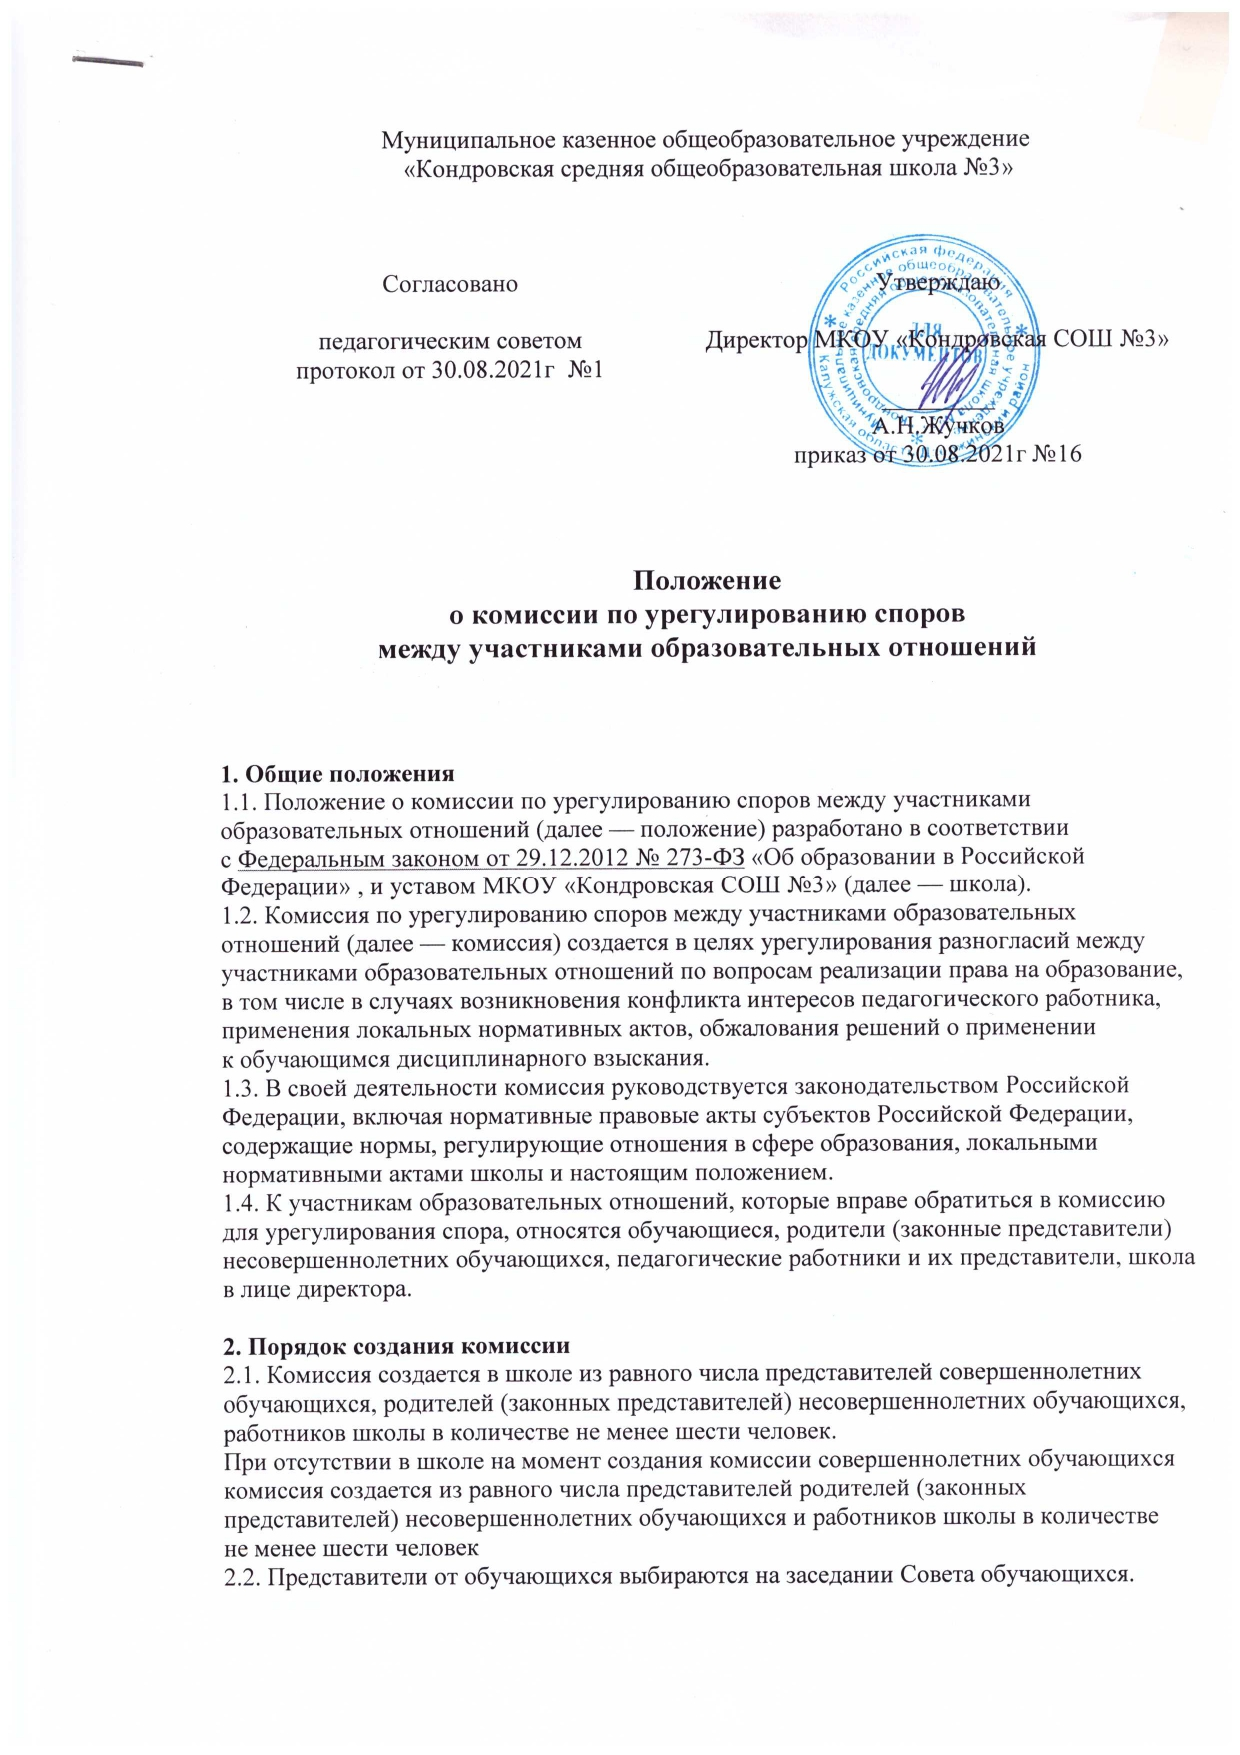 Муниципальное казенное общеобразовательное учреждение
«Кондровская средняя общеобразовательная школа №3»
Согласовано
педагогическим советом
протокол от 30.08.2021г №1
Утверждаю
Директор МКОУ «Кондровская СОШ №3»
А.Н.Жучков
приказ от 30.08.2021г №16
Российская федерация
Калужская область
район
ДЛЯ
ДОКУМЕНТОВ
Положение
о комиссии по урегулированию споров
между участниками образовательных отношений
1. Общие положения
1.1. Положение о комиссии по урегулированию споров между участниками
образовательных отношений (далее — положение) разработано в соответствии
с Федеральным законом от 29.12.2012 № 273-ФЗ «Об образовании в Российской
Федерации» , и уставом МКОУ «Кондровская СОШ №3» (далее — школа).
1.2. Комиссия по урегулированию споров между участниками образовательных
отношений (далее — комиссия) создается в целях урегулирования разногласий между
участниками образовательных отношений по вопросам реализации права на образование,
в том числе в случаях возникновения конфликта интересов педагогического работника,
применения локальных нормативных актов, обжалования решений о применении
к обучающимся дисциплинарного взыскания.
1.3. В своей деятельности комиссия руководствуется законодательством Российской
Федерации, включая нормативные правовые акты субъектов Российской Федерации,
содержащие нормы, регулирующие отношения в сфере образования, локальными
нормативными актами школы и настоящим положением.
1.4. К участникам образовательных отношений, которые вправе обратиться в комиссию
для урегулирования спора, относятся обучающиеся, родители (законные представители)
несовершеннолетних обучающихся, педагогические работники и их представители, школа
в лице директора.
2. Порядок создания комиссии
2.1. Комиссия создается в школе из равного числа представителей совершеннолетних
обучающихся, родителей (законных представителей) несовершеннолетних обучающихся,
работников школы в количестве не менее шести человек.
При отсутствии в школе на момент создания комиссии совершеннолетних обучающихся
комиссия создается из равного числа представителей родителей (законных
представителей) несовершеннолетних обучающихся и работников школы в количестве
не менее шести человек
2.2. Представители от обучающихся выбираются на заседании Совета обучающихся.